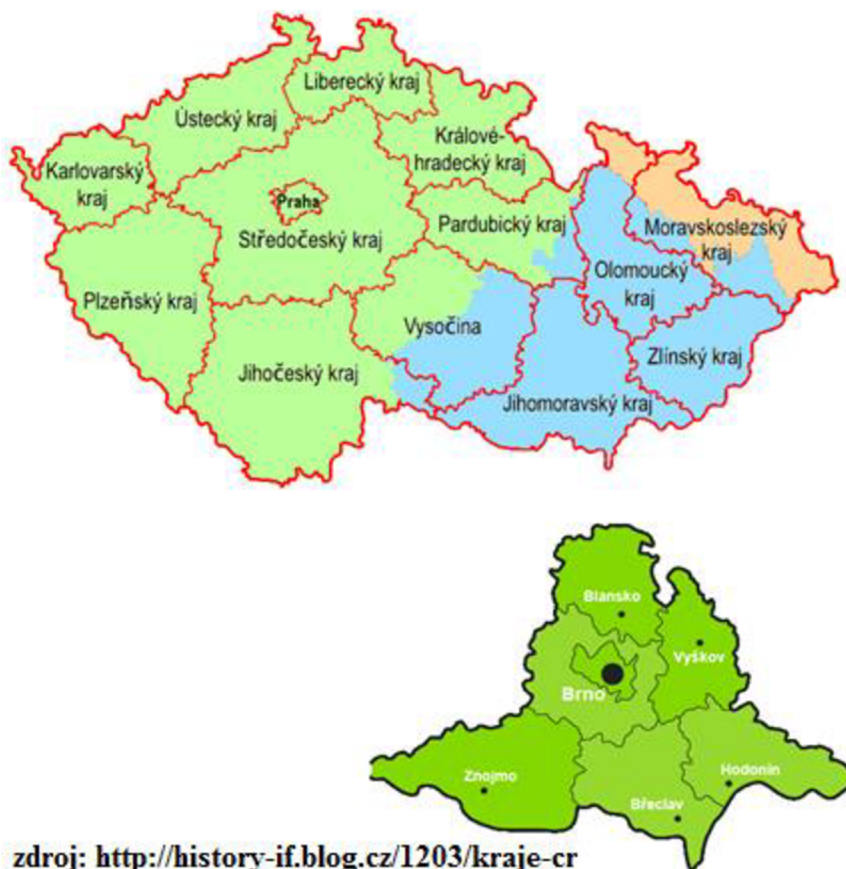 Liberecký kraj
Ústecký kraj
Králové-
hradecký kraj
Karlovarský
kraj
Praha
Pardubický kraj
Moravskoslezský
kraj
Středočeský kraj
Olomoucký
kraj
Plzeňský kraj
Vysočina
Zlínský kraj
Jihočeský kraj
Jihomoravský kraj
Blansko
Vyškov
Brno
Znojmo
Hodonín
Břeclav
zdroj: http://history-if.blog.cz/1203/kraje-cr